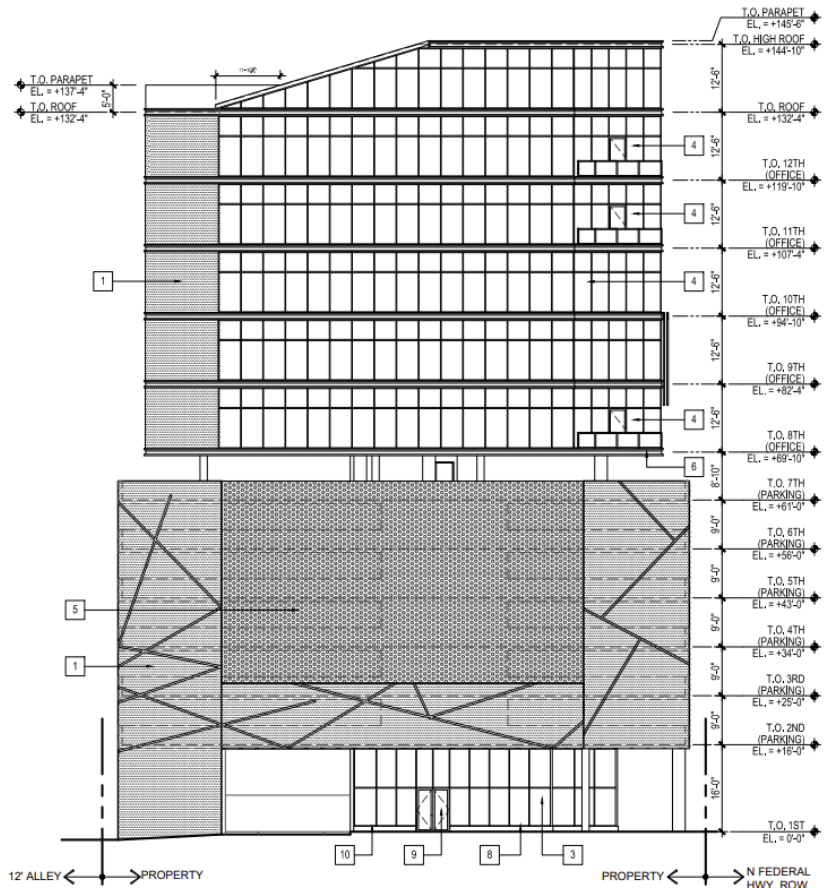 T.O. PARAPET
EL. = +145'-6"
T.O. HIGH ROOF
EL. = +144'-10"
T.O. PARAPET
EL. = +137'-4"
5'-0"
T.O. ROOF
EL. = +132'-4"
12'-6"
T.O. ROOF
EL. = +132'-4"
4
12'-6"
T.O. 12TH
(OFFICE)
EL. = +119'-10"
4
12'-6"
T.O. 11TH
(OFFICE)
EL. = +107'-4"
1
4
12'-6"
T.O. 10TH
(OFFICE)
EL. = +94'-10"
12'-6"
T.O. 9TH
(OFFICE)
EL. = +82'-4"
4
12'-6"
T.O. 8TH
(OFFICE)
EL. = +69'-10"
6
8'-10"
T.O. 7TH
(PARKING)
EL. = +61'-0"
9'-0"
T.O. 6TH
(PARKING)
EL. = +56'-0"
9'-0"
T.O. 5TH
(PARKING)
EL. = +43'-0"
5
9'-0"
T.O. 4TH
(PARKING)
EL. = +34'-0"
1
9'-0"
T.O. 3RD
(PARKING)
EL. = +25'-0"
9'-0"
T.O. 2ND
(PARKING)
EL. = +16'-0"
16'-0"
T.O. 1ST
EL. = 0'-0"
10
9
8
3
12' ALLEY
PROPERTY
PROPERTY
N FEDERAL
HWY. ROW